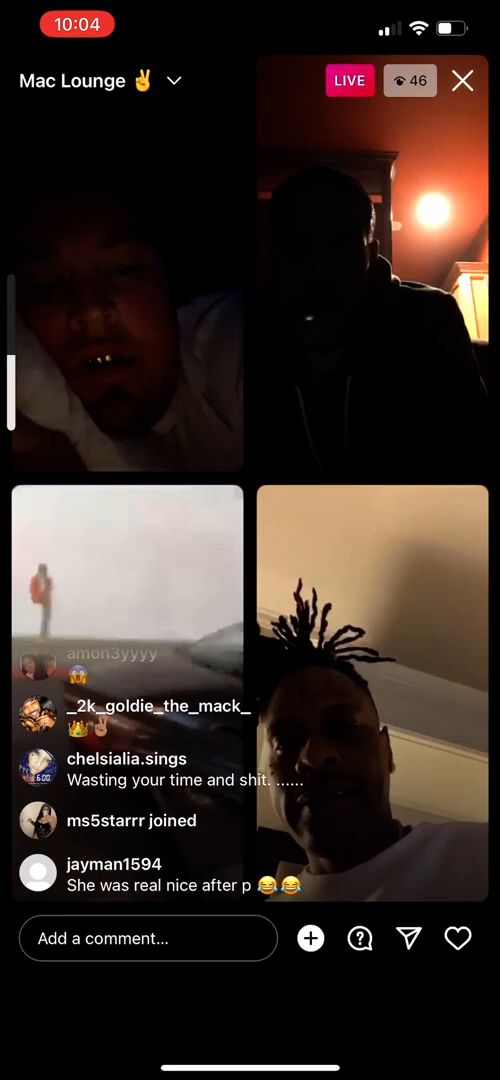 10:04
Mac Lounge ✌️
LIVE
46
amon3yyyy
😱
_2k_goldie_the_mack_
👑✌🏽
chelsialia.sings
Wasting your time and shit. ......
ms5starrr joined
jayman1594
She was real nice after p 😂😂
Add a comment...